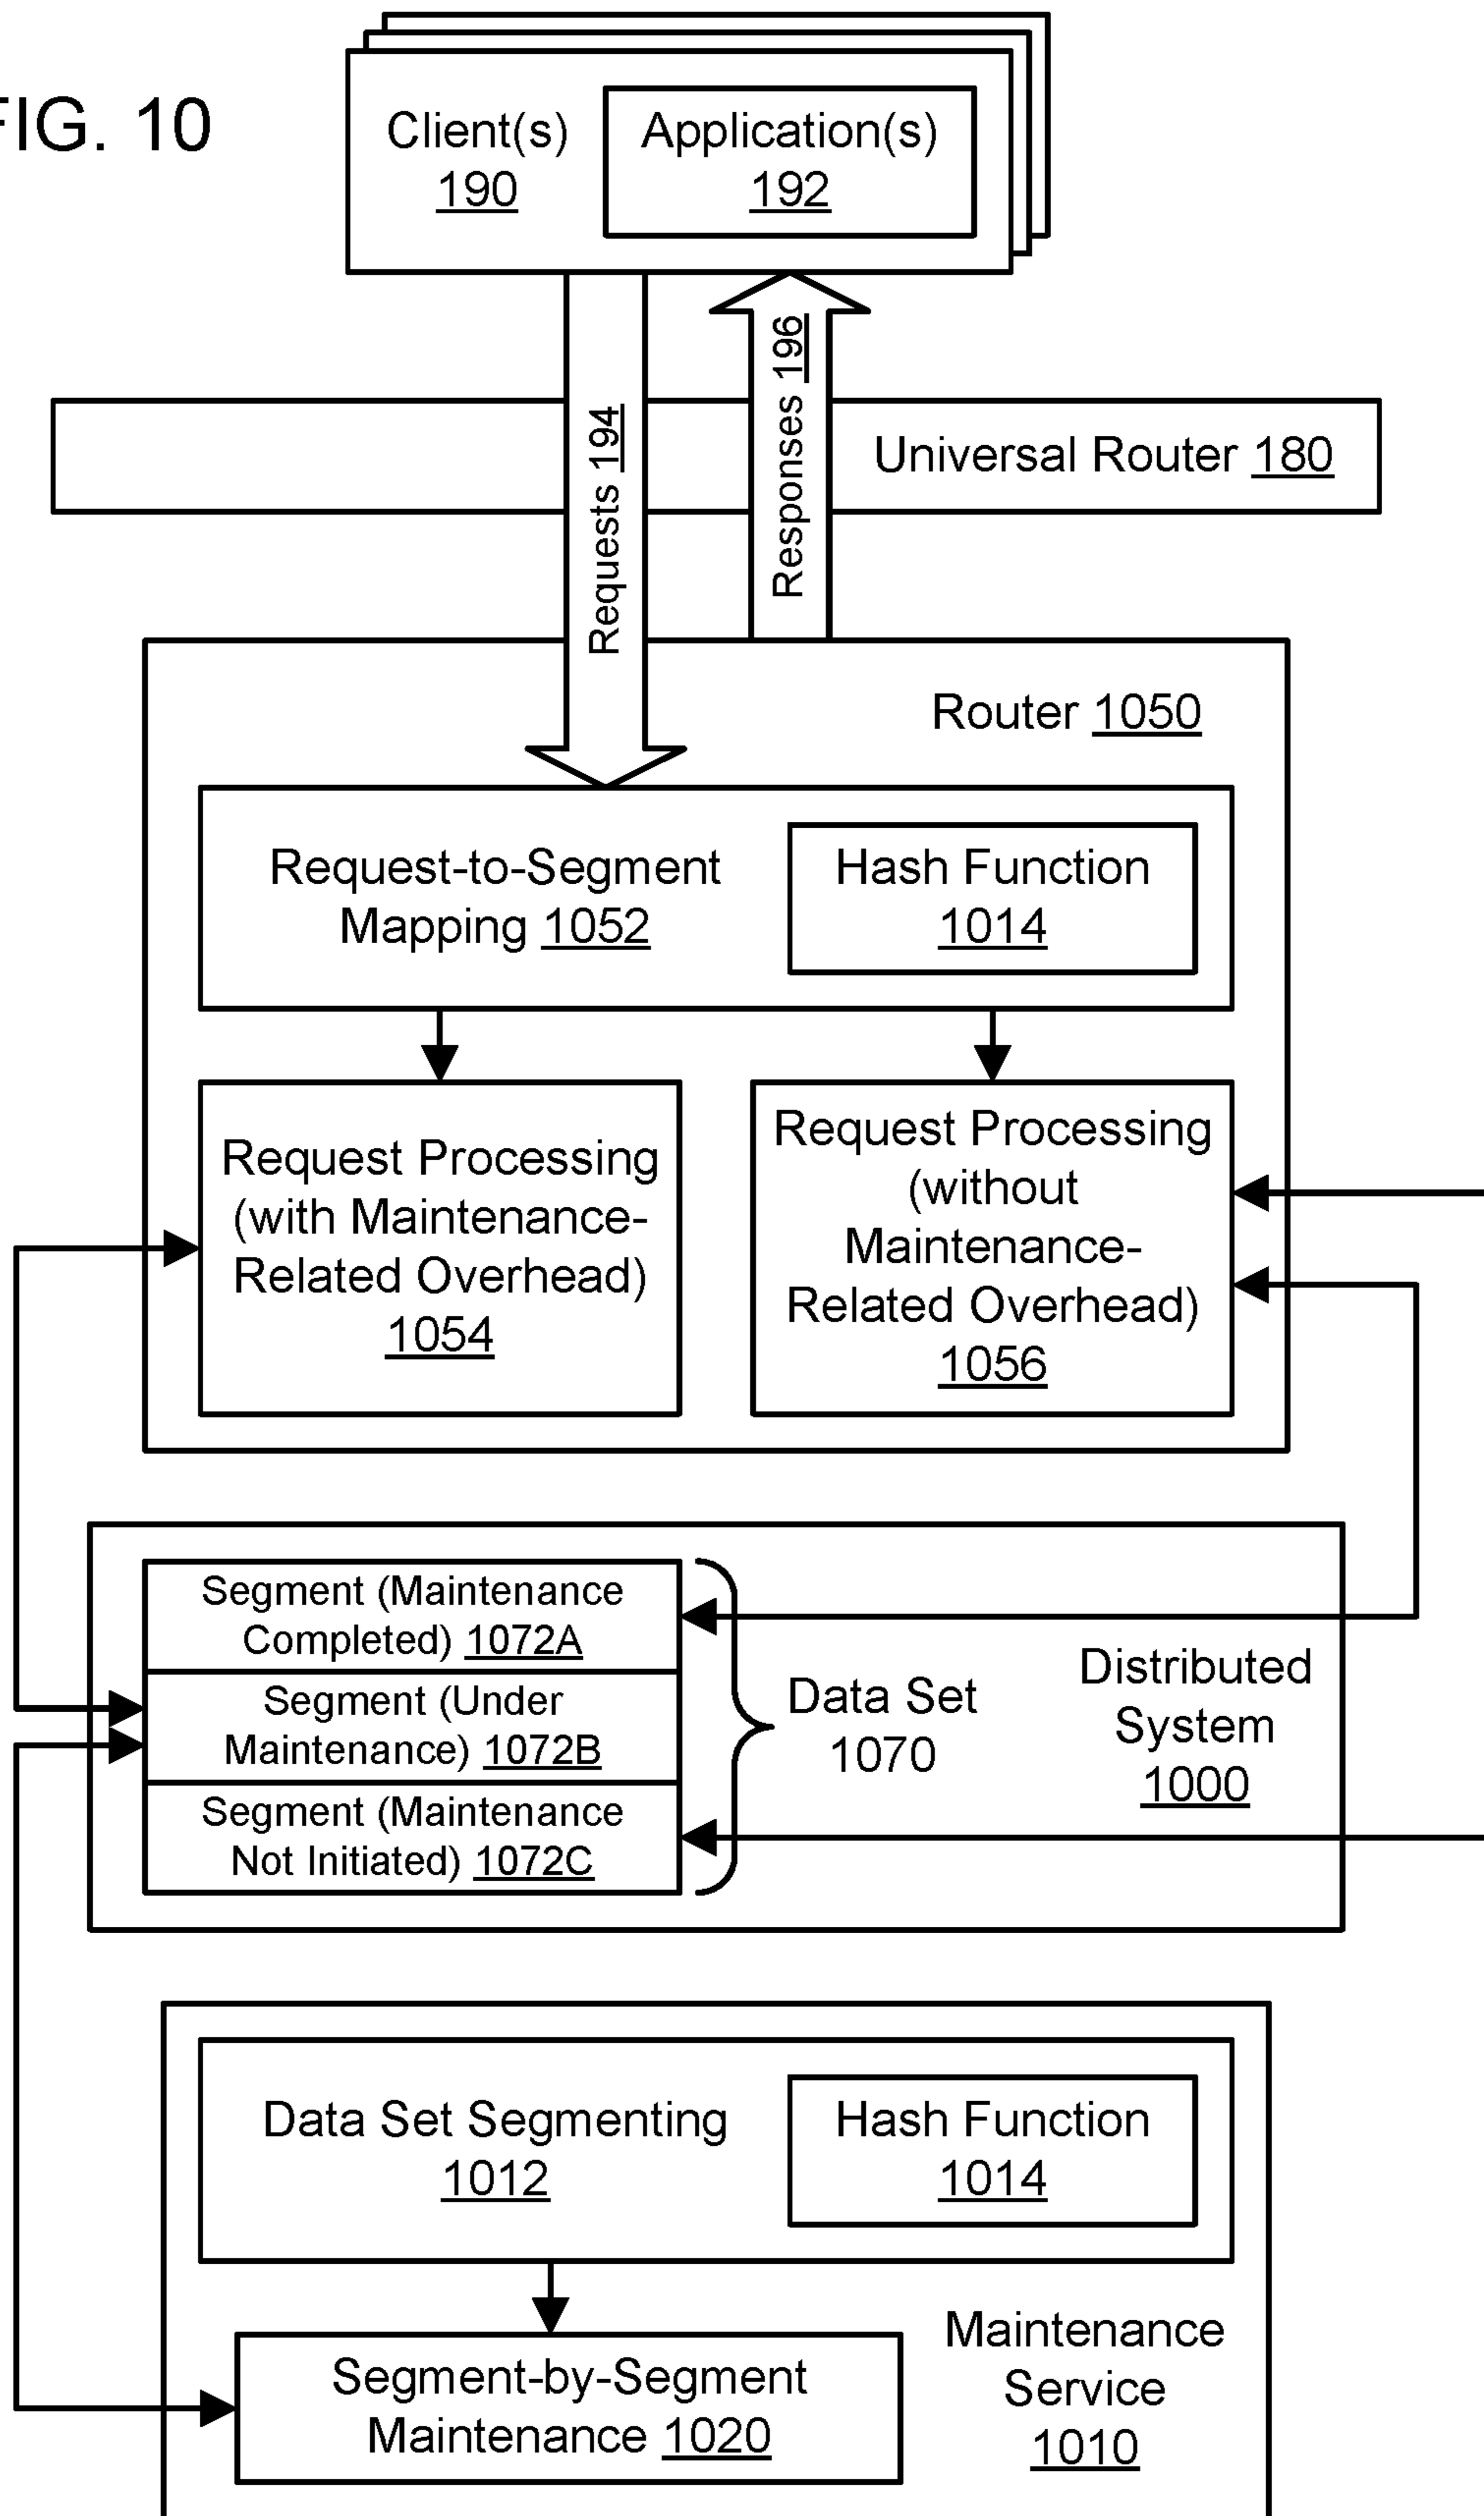 FIG. 10
Client(s)
190
Application(s)
192
Requests 194
Responses 196
Universal Router 180
Router 1050
Request-to-Segment
Mapping 1052
Hash Function
1014
Request Processing
(with Maintenance-
Related Overhead)
1054
Request Processing
(without
Maintenance-
Related Overhead)
1056
Segment (Maintenance
Completed) 1072A
Segment (Under
Maintenance) 1072B
Segment (Maintenance
Not Initiated) 1072C
Data Set
1070
Distributed
System
1000
Data Set Segmenting
1012
Hash Function
1014
Segment-by-Segment
Maintenance 1020
Maintenance
Service
1010